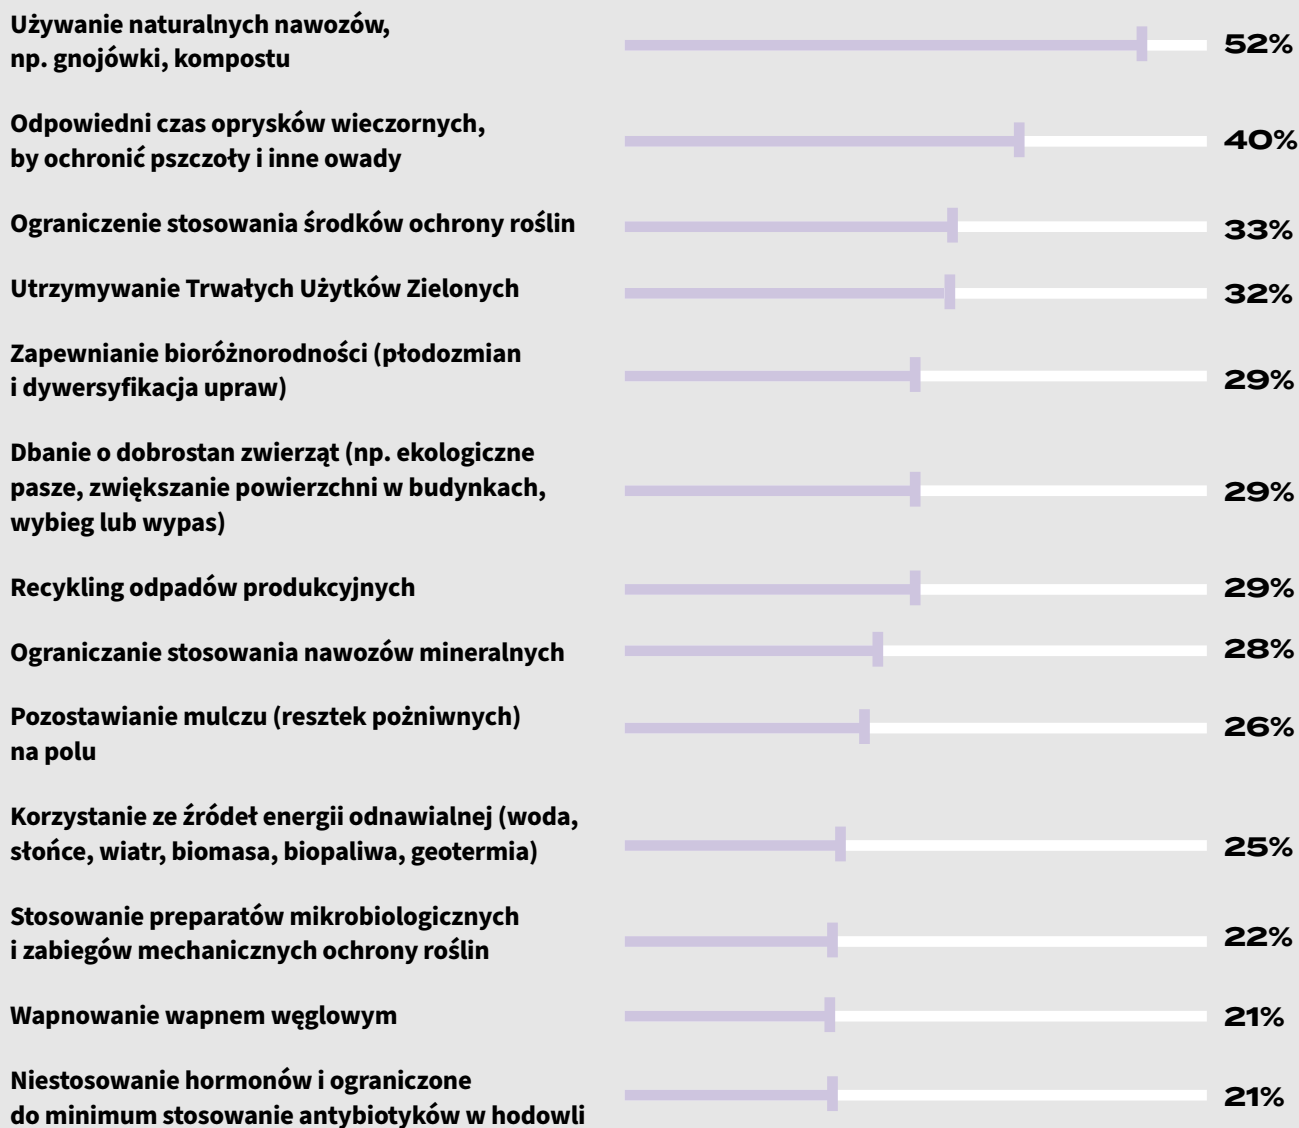 Używanie naturalnych nawozów,
np. gnojówki, kompostu
52%
Odpowiedni czas oprysków wieczornych,
by ochronić pszczoły i inne owady
40%
Ograniczenie stosowania środków ochrony roślin
33%
Utrzymywanie Trwałych Użytków Zielonych
32%
Zapewnianie bioróżnorodności (płodozmian
i dywersyfikacja upraw)
29%
Dbanie o dobrostan zwierząt (np. ekologiczne
pasze, zwiększanie powierzchni w budynkach,
wybieg lub wypas)
29%
Recykling odpadów produkcyjnych
29%
Ograniczanie stosowania nawozów mineralnych
28%
Pozostawianie mulczu (resztek pożniwnych)
na polu
26%
Korzystanie ze źródeł energii odnawialnej (woda,
słońce, wiatr, biomasa, biopaliwa, geotermia)
25%
Stosowanie preparatów mikrobiologicznych
i zabiegów mechanicznych ochrony roślin
22%
Wapnowanie wapnem węglowym
21%
Niestosowanie hormonów i ograniczone
do minimum stosowanie antybiotyków w hodowli
21%